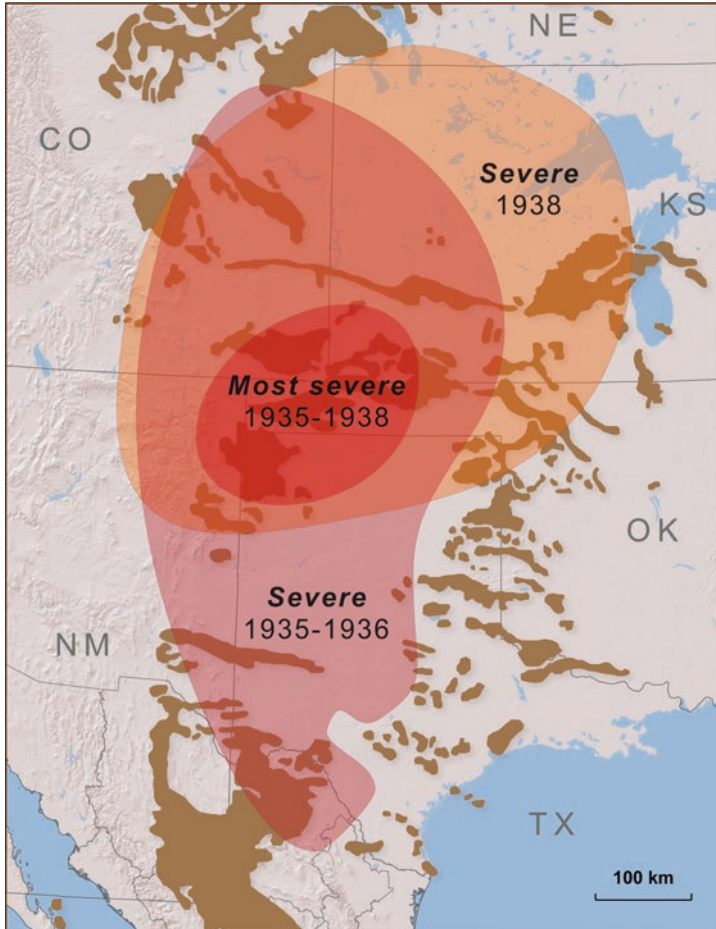 NE
CO
Severe
1938
KS
Most severe
1935-1938
OK
Severe
1935-1936
NM
TX
100 km